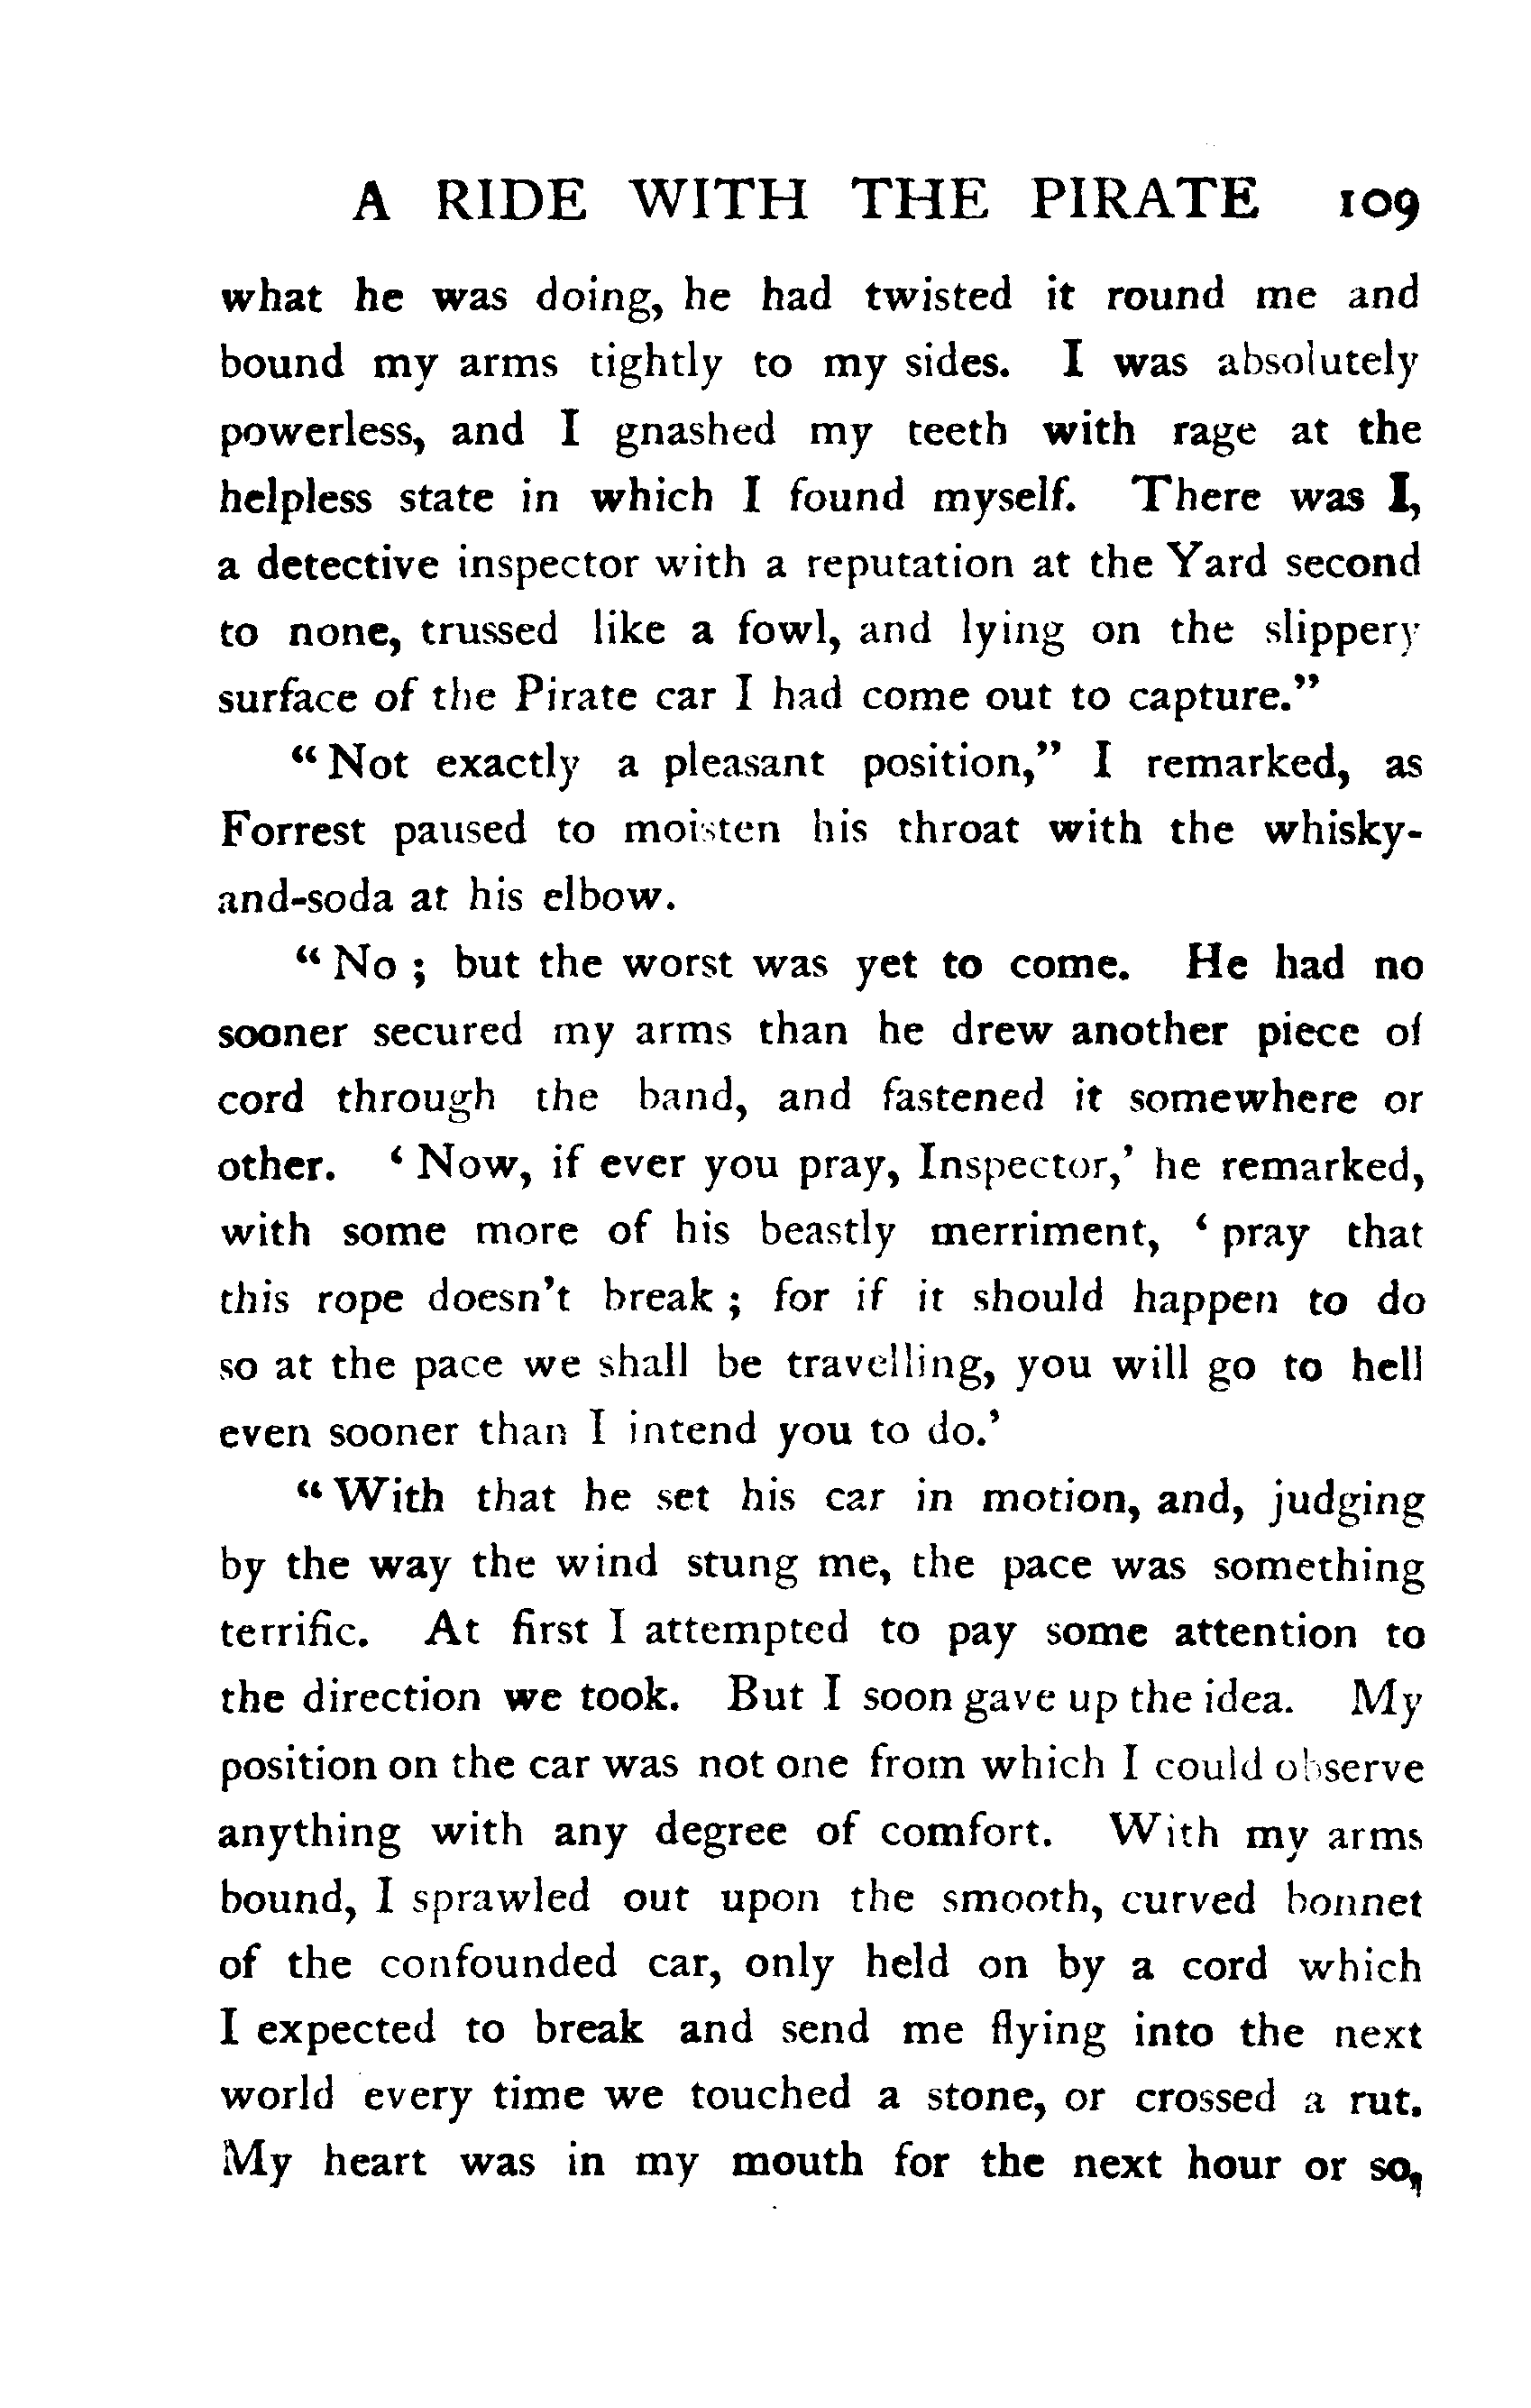 A RIDE WITH THE PIRATE 109
what he was doing, he had twisted it round me and
bound my arms tightly to my sides. I was absolutely
powerless, and I gnashed my teeth with rage at the
helpless state in which I found myself. There was I,
a detective inspector with a reputation at the Yard second
to none, trussed like a fowl, and lying on the slippery
surface of the Pirate car I had come out to capture.”
“Not exactly a pleasant position,” I remarked, as
Forrest paused to moisten his throat with the whisky-
and-soda at his elbow.
“No ; but the worst was yet to come. He had no
sooner secured my arms than he drew another piece of
cord through the band, and fastened it somewhere or
other. ‘Now, if ever you pray, Inspector,’ he remarked,
with some more of his beastly merriment, ‘pray that
this rope doesn’t break ; for if it should happen to do
so at the pace we shall be travelling, you will go to hell
even sooner than I intend you to do.’
“With that he set his car in motion, and, judging
by the way the wind stung me, the pace was something
terrific. At first I attempted to pay some attention to
the direction we took. But I soon gave up the idea. My
position on the car was not one from which I could observe
anything with any degree of comfort. With my arms
bound, I sprawled out upon the smooth, curved bonnet
of the confounded car, only held on by a cord which
I expected to break and send me flying into the next
world every time we touched a stone, or crossed a rut.
My heart was in my mouth for the next hour or so,